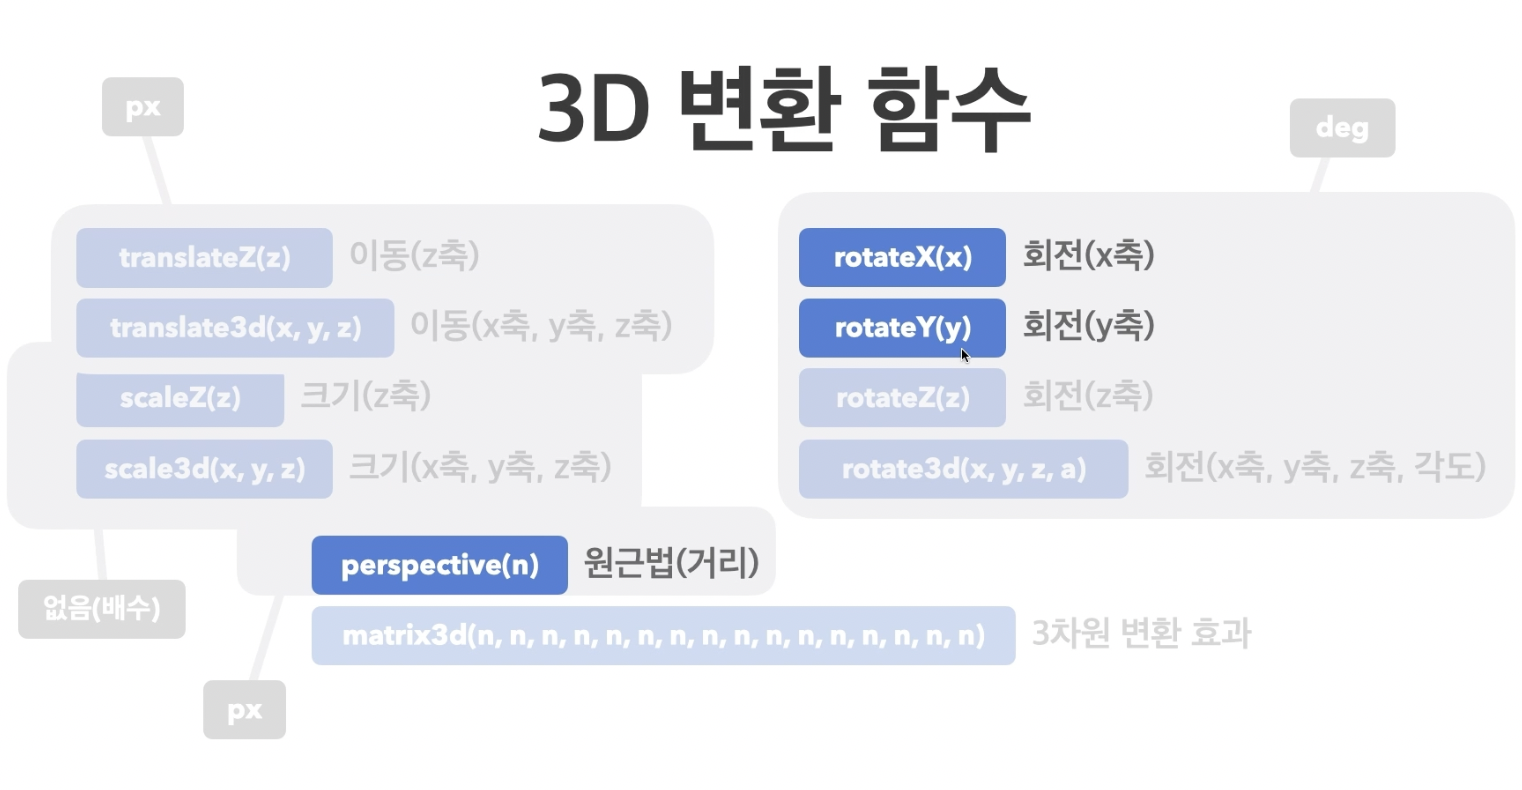 3D 변환 함수
px
deg
translateZ(z) 이동(z축)
translate3d(x, y, z) 이동(x축, y축, z축)
scaleZ(z) 크기(z축)
scale3d(x, y, z) 크기(x축, y축, z축)
rotateX(x) 회전(x축)
rotateY(y) 회전(y축)
rotateZ(z) 회전(z축)
rotate3d(x, y, z, a) 회전(x축, y축, z축, 각도)
perspective(n) 원근법(거리)
없음(배수)
matrix3d(n, n, n, n, n, n, n, n, n, n, n, n, n, n, n, n) 3차원 변환 효과
px